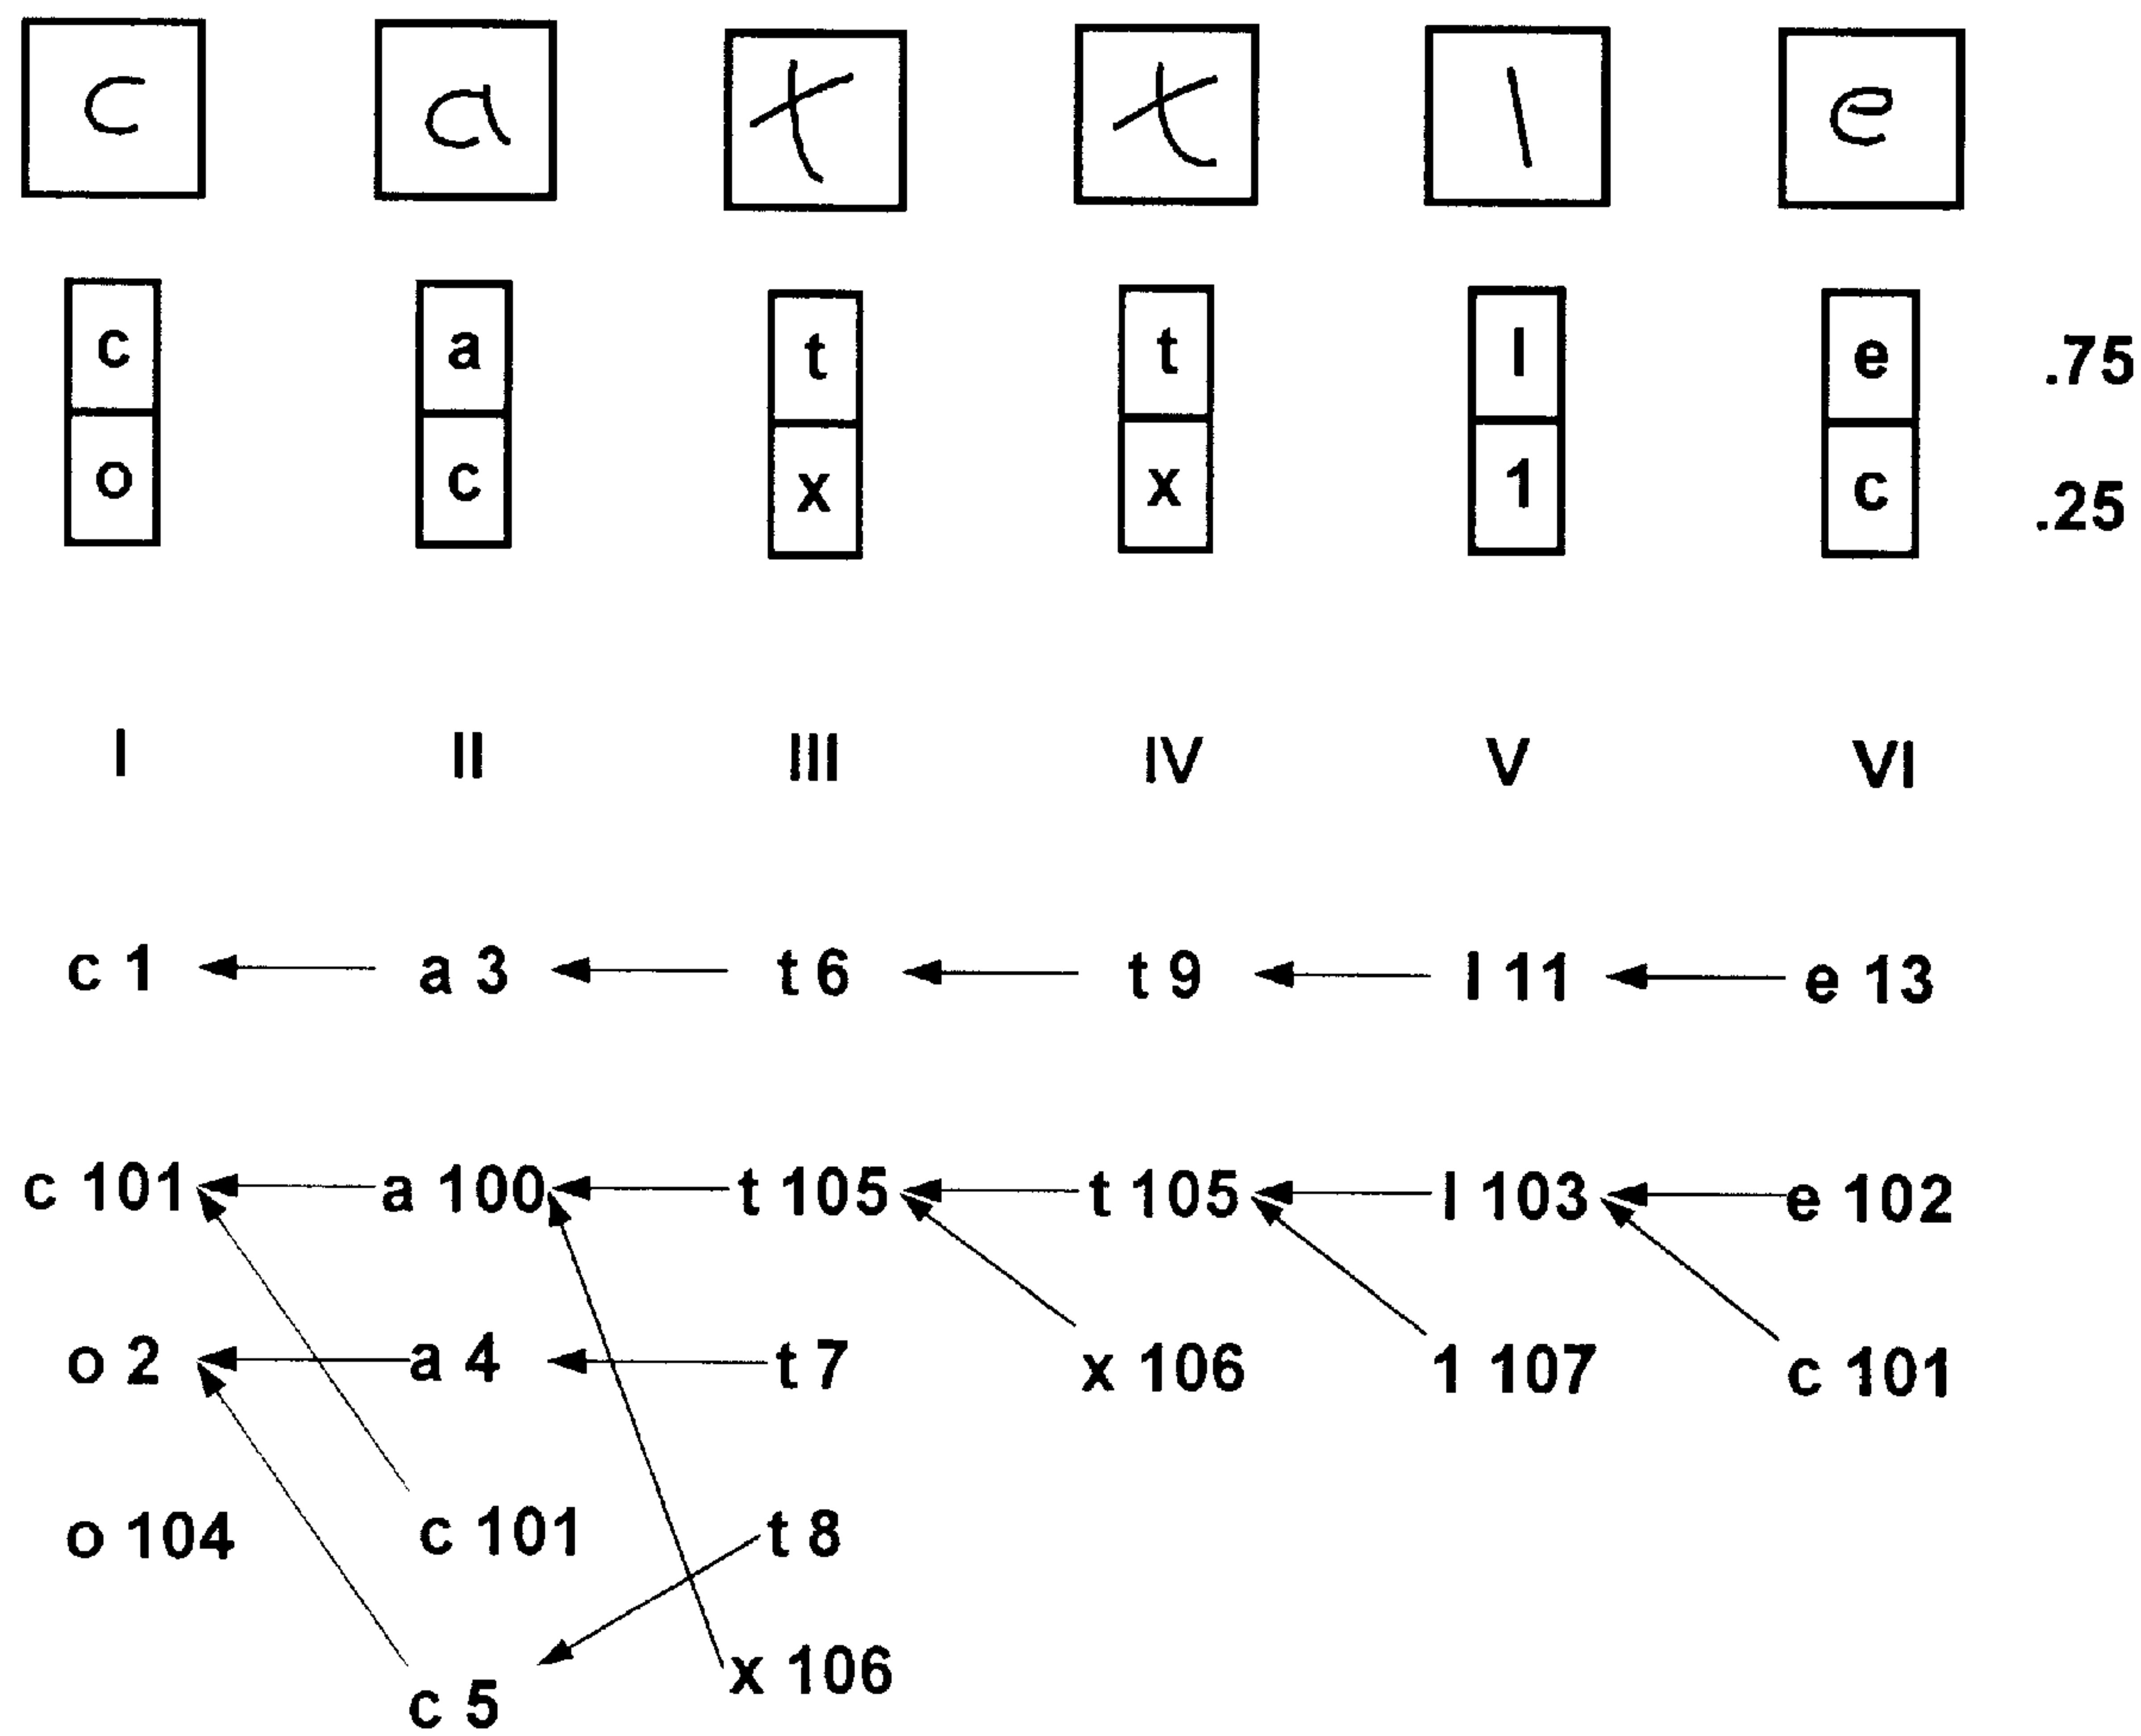 c a t t l e
c a t t l e .75
o c x x 1 c .25
I II III IV V VI
c 1 a 3 t 6 t 9 l 11 e 13
c 101 a 100 t 105 t 105 l 103 e 102
o 2 a 4 t 7 x 106 1 107 c 101
o 104 c 101 t 8
c 5 x 106